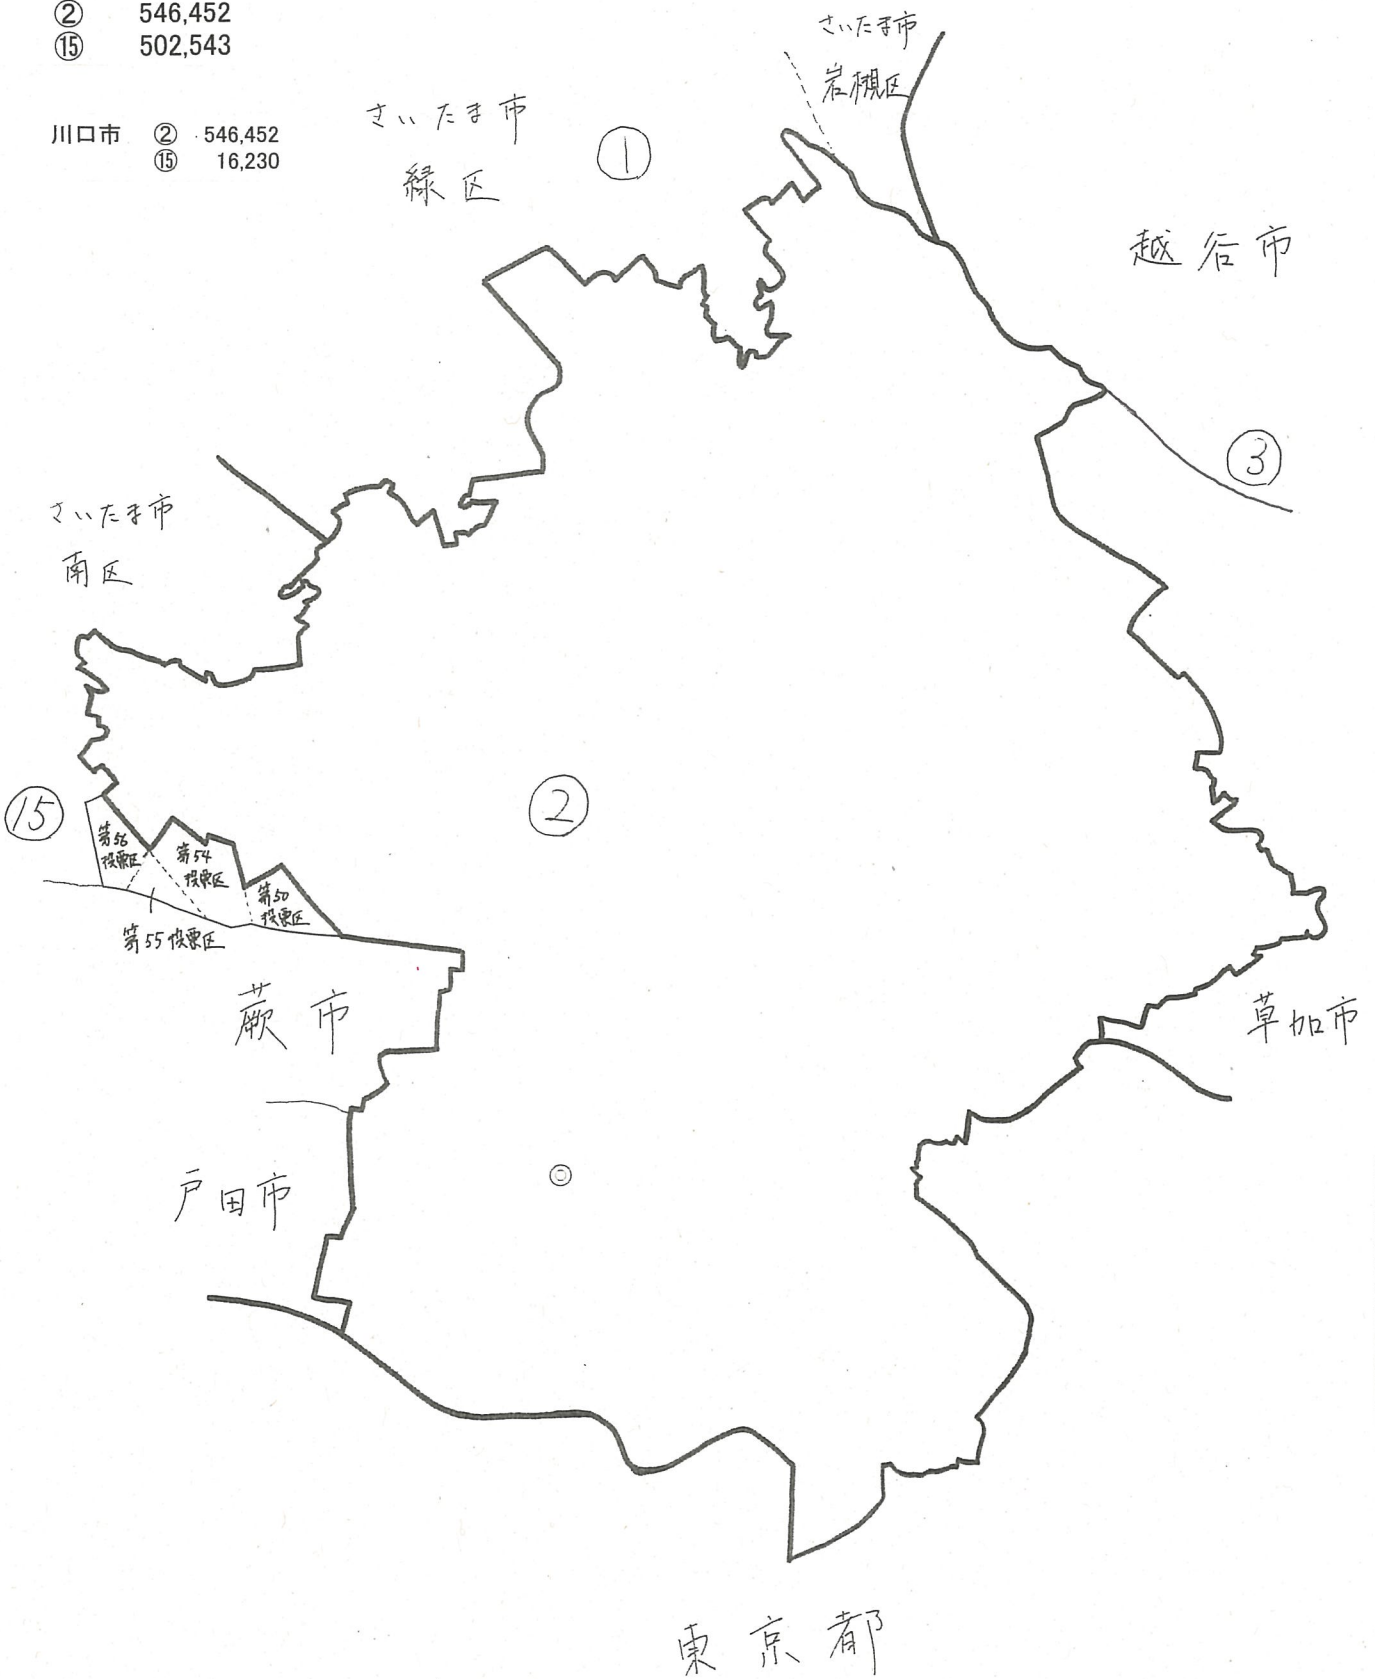 ② 546,452
⑮ 502,543
川口市 ② 546,452
⑮ 16,230
さいたま市
岩槻区
さいたま市
緑区
①
越谷市
③
さいたま市
南区
⑮
②
第56
投票区
第54
投票区
第50
投票区
第55投票区
蕨市
草加市
戸田市
◎
東京都